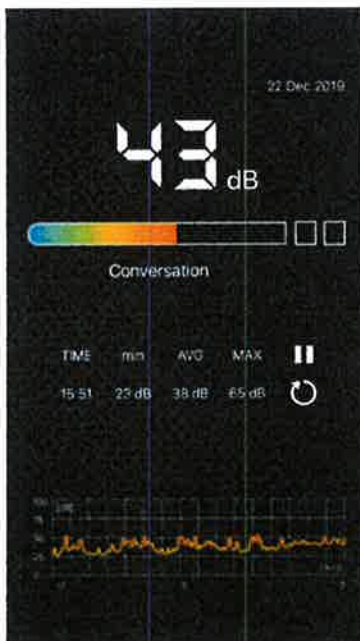 22 Dec 2019
43 dB
Conversation
TIME min AVG MAX
15:51 23 dB 38 dB 65 dB